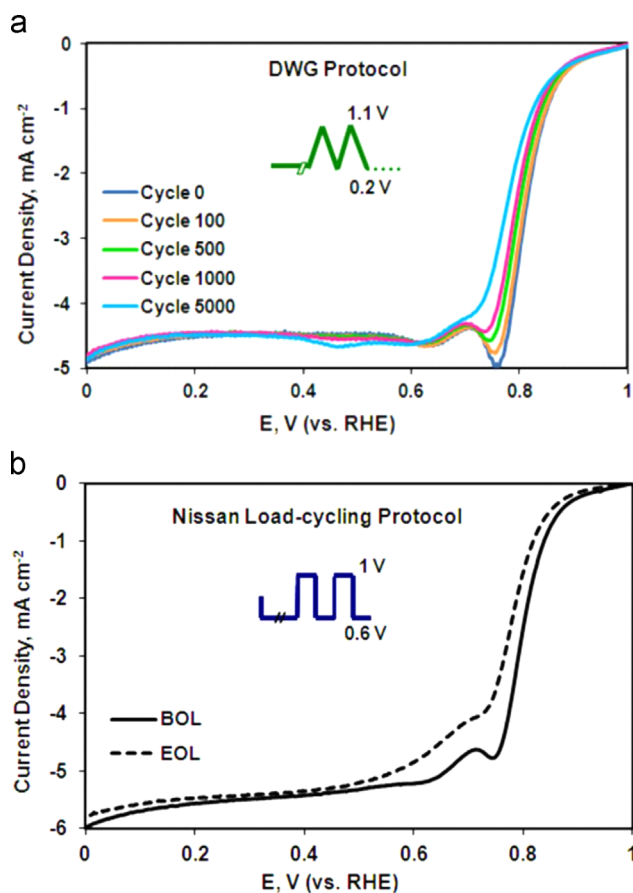 a
0
DWG Protocol
-1
1.1 V
-2
0.2 V
Cycle 0
Cycle 100
-3
Cycle 500
Cycle 1000
-4
Cycle 5000
-5
Current Density, mA cm⁻²
0 0.2 0.4 0.6 0.8 1
E, V (vs. RHE)
b
0
Nissan Load-cycling Protocol
-1
1 V
-2
0.6 V
-3
BOL
-4
EOL
-5
-6
Current Density, mA cm⁻²
0 0.2 0.4 0.6 0.8 1
E, V (vs. RHE)